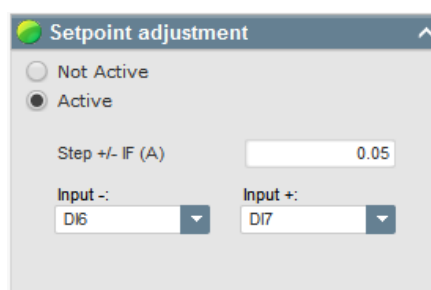 Setpoint adjustment
Not Active
Active
Step +/- IF (A) 0.05
Input -: Input +:
DI6 DI7